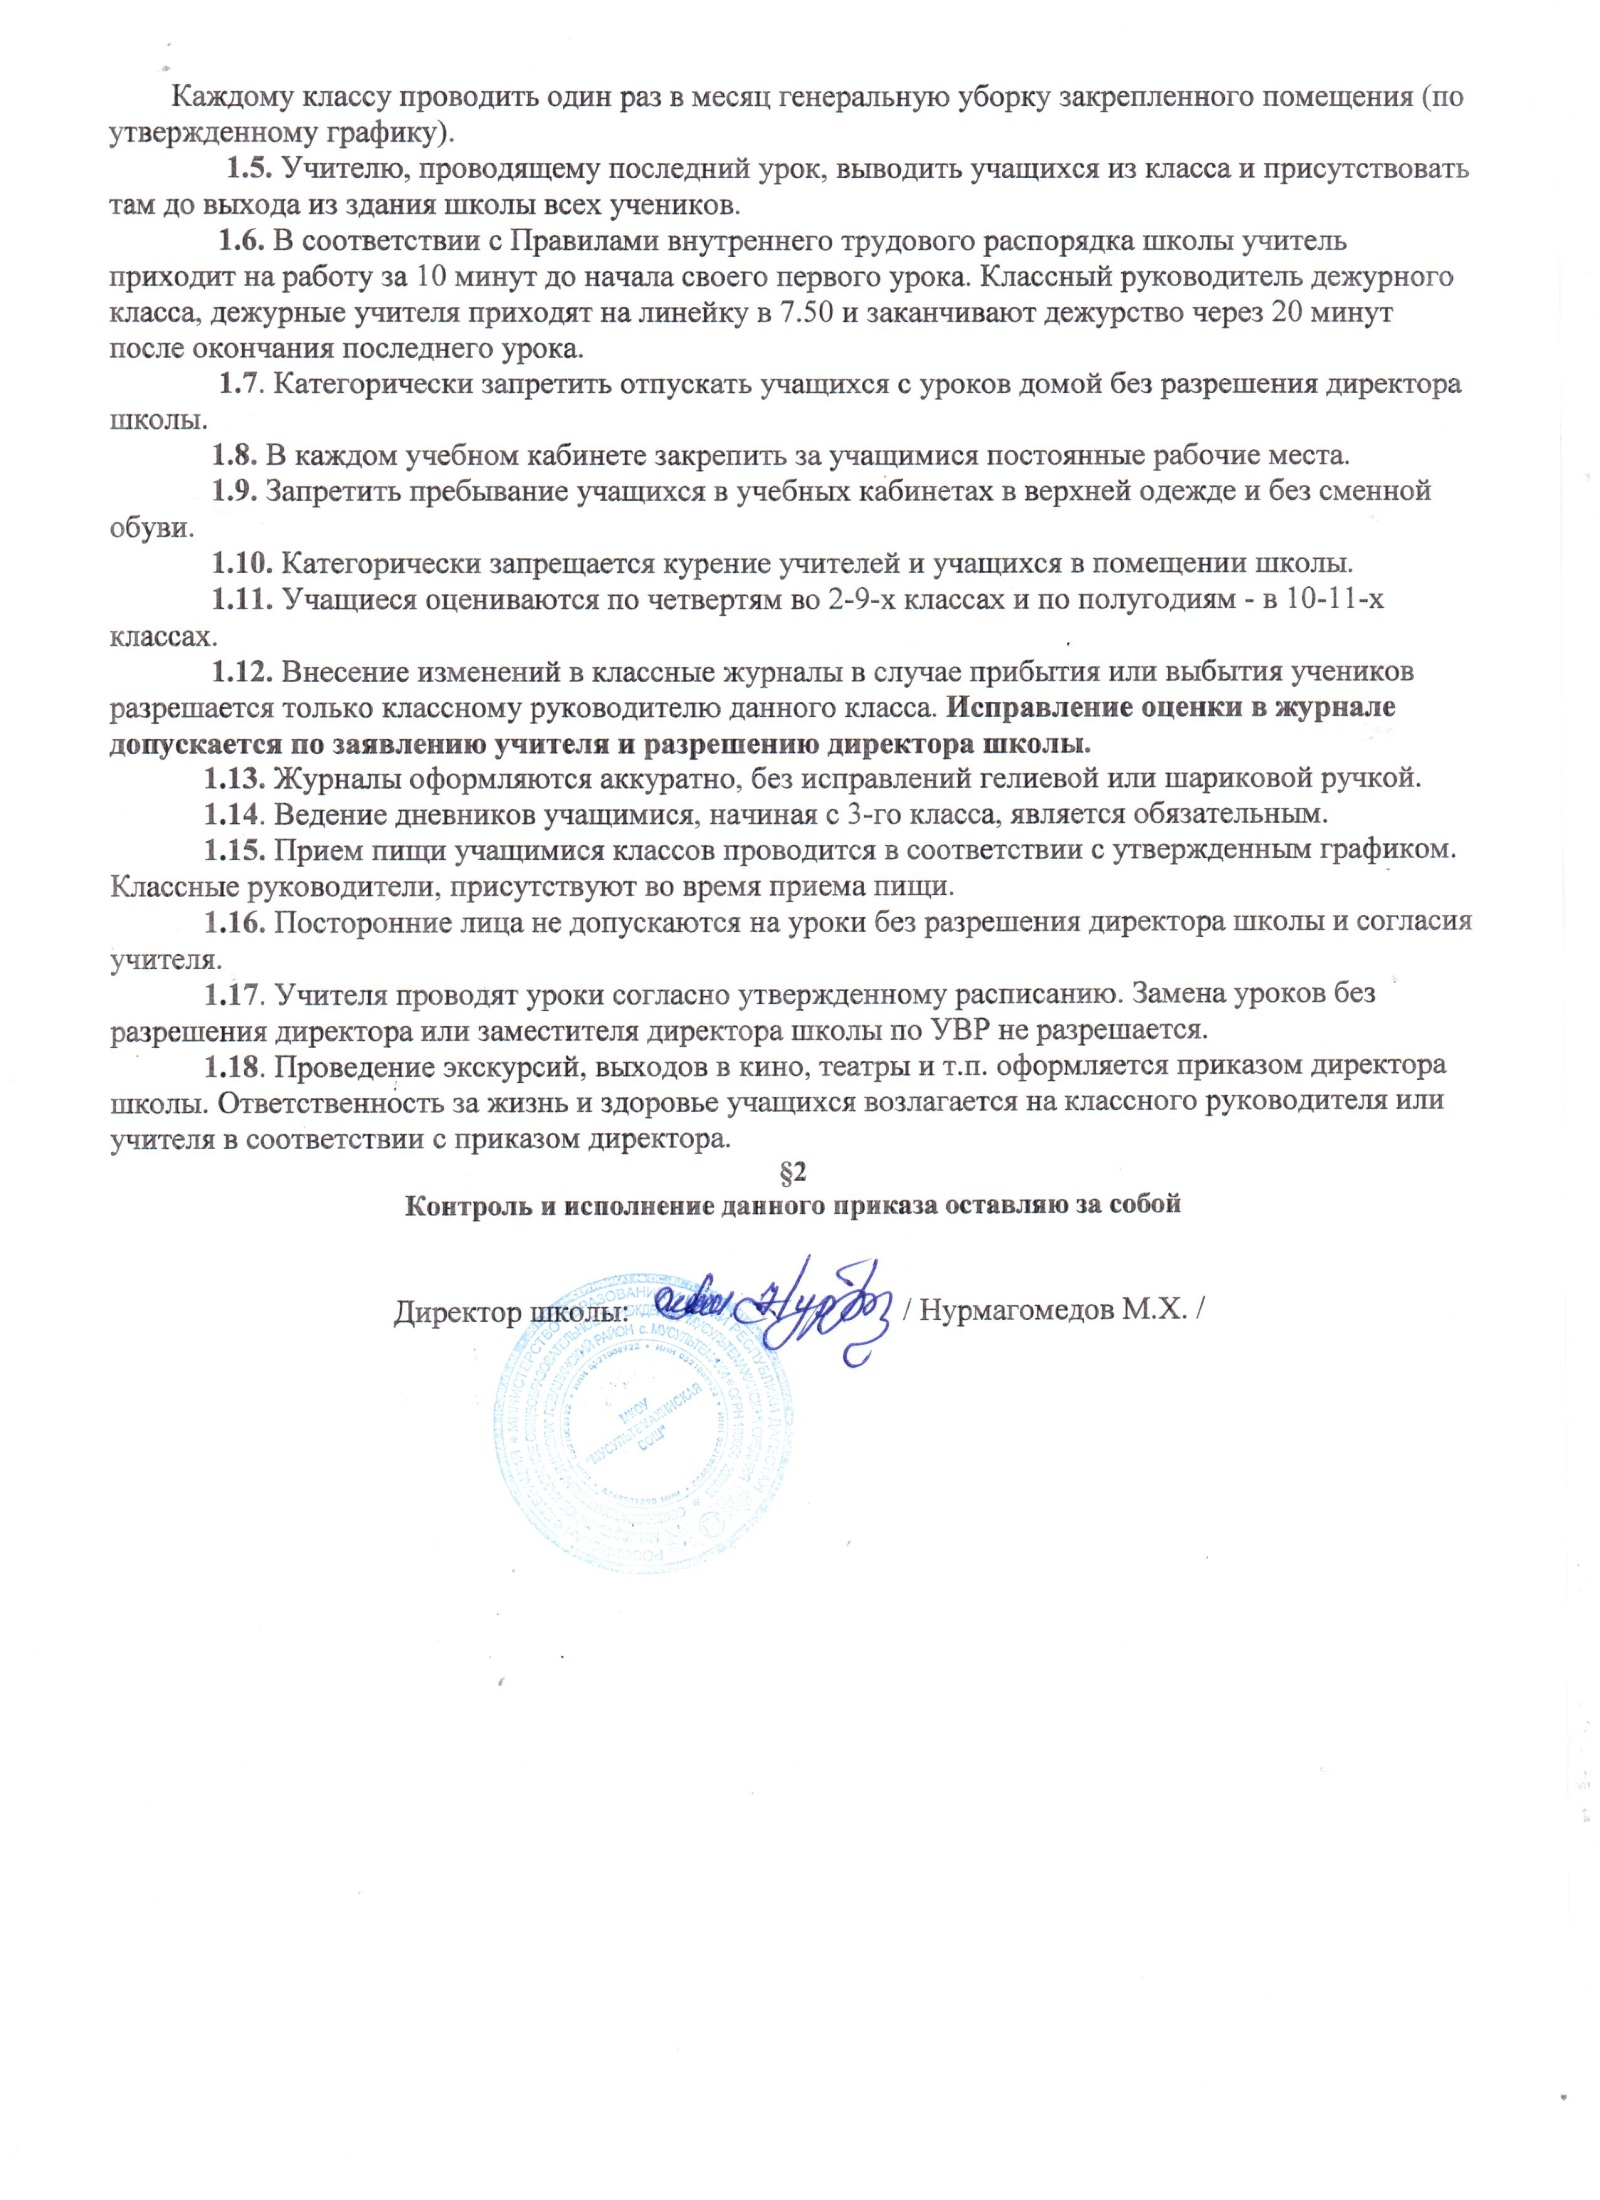 Каждому классу проводить один раз в месяц генеральную уборку закрепленного помещения (по
утвержденному графику).
1.5. Учителю, проводящему последний урок, выводить учащихся из класса и присутствовать
там до выхода из здания школы всех учеников.
1.6. В соответствии с Правилами внутреннего трудового распорядка школы учитель
приходит на работу за 10 минут до начала своего первого урока. Классный руководитель дежурного
класса, дежурные учителя приходят на линейку в 7.50 и заканчивают дежурство через 20 минут
после окончания последнего урока.
1.7. Категорически запретить отпускать учащихся с уроков домой без разрешения директора
школы.
1.8. В каждом учебном кабинете закрепить за учащимися постоянные рабочие места.
1.9. Запретить пребывание учащихся в учебных кабинетах в верхней одежде и без сменной
обуви.
1.10. Категорически запрещается курение учителей и учащихся в помещении школы.
1.11. Учащиеся оцениваются по четвертям во 2-9-х классах и по полугодиям - в 10-11-х
классах.
1.12. Внесение изменений в классные журналы в случае прибытия или выбытия учеников
разрешается только классному руководителю данного класса. Исправление оценки в журнале
допускается по заявлению учителя и разрешению директора школы.
1.13. Журналы оформляются аккуратно, без исправлений гелиевой или шариковой ручкой.
1.14. Ведение дневников учащимися, начиная с 3-го класса, является обязательным.
1.15. Прием пищи учащимися классов проводится в соответствии с утвержденным графиком.
Классные руководители, присутствуют во время приема пищи.
1.16. Посторонние лица не допускаются на уроки без разрешения директора школы и согласия
учителя.
1.17. Учителя проводят уроки согласно утвержденному расписанию. Замена уроков без
разрешения директора или заместителя директора школы по УВР не разрешается.
1.18. Проведение экскурсий, выходов в кино, театры и т.п. оформляется приказом директора
школы. Ответственность за жизнь и здоровье учащихся возлагается на классного руководителя или
учителя в соответствии с приказом директора.
§2
Контроль и исполнение данного приказа оставляю за собой
Директор школы: / Нурмагомедов М.Х. /
МКОУ
"МУСУЛЬТЕМАХИНСКАЯ
СОШ"